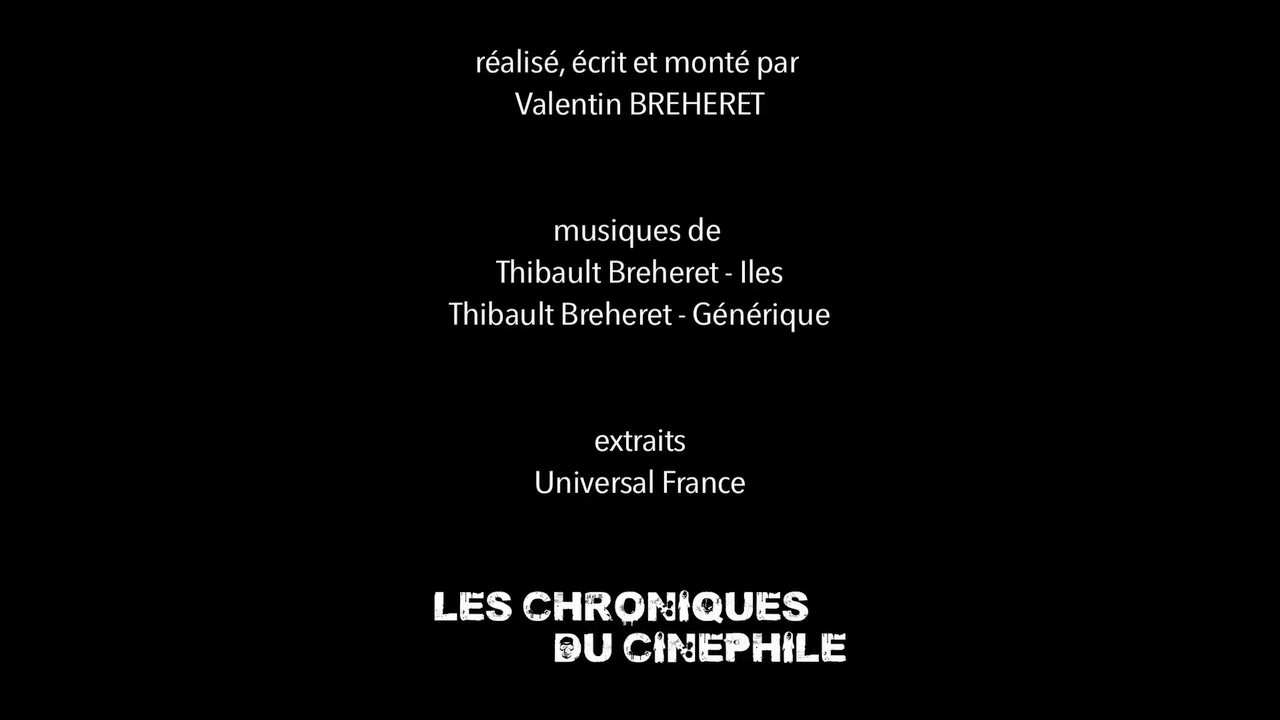 réalisé, écrit et monté par
Valentin BREHERET
musiques de
Thibault Breheret - Iles
Thibault Breheret - Générique
extraits
Universal France
LES CHRONIQUES
DU CINEPHILE